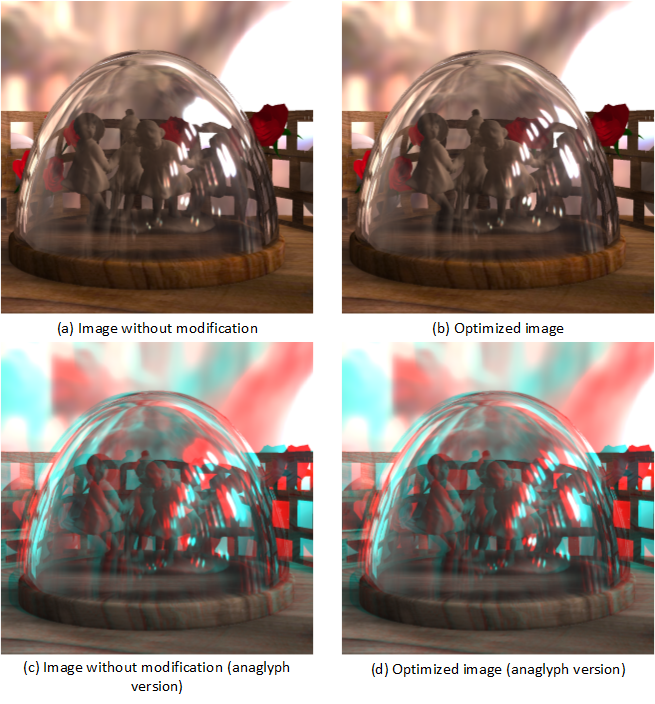 (a) Image without modification
(b) Optimized image
(c) Image without modification (anaglyph
version)
(d) Optimized image (anaglyph version)